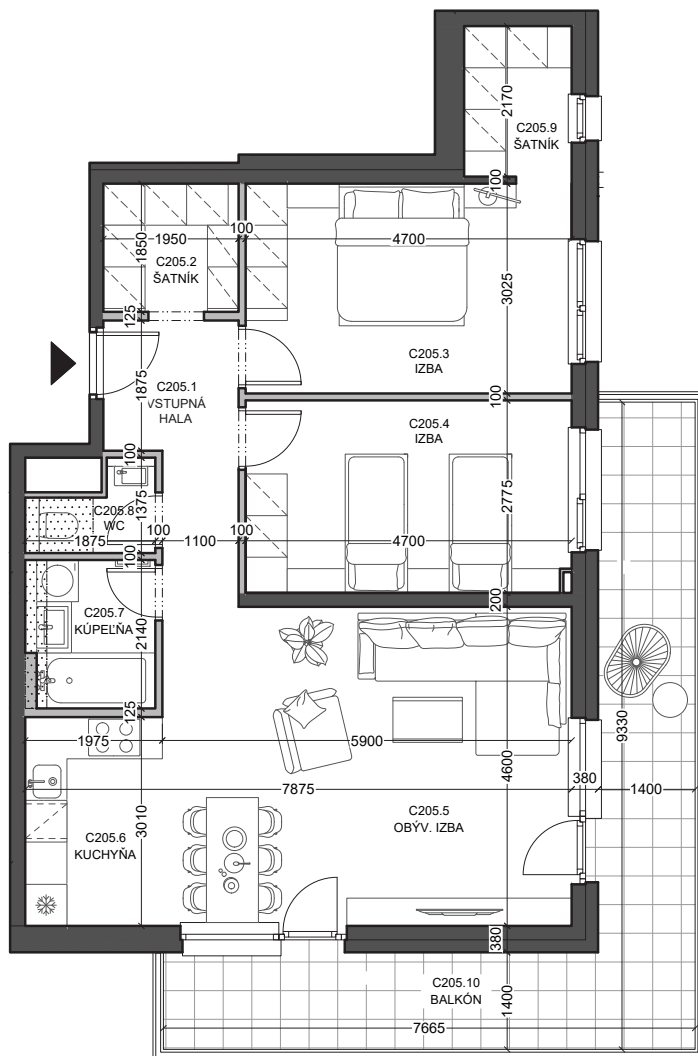 2170
C205.9
ŠATNÍK
100
1950
100
4700
1850
C205.2
ŠATNÍK
3025
125
C205.3
IZBA
C205.1
VSTUPNÁ
HALA
1875
100
C205.4
IZBA
100
1375
2775
C205.8
WC
1875
100
1100
100
4700
100
200
C205.7
KÚPEĽŇA
2140
125
1975
5900
4600
9330
7875
380
1400
3010
C205.6
KUCHYŇA
C205.5
OBÝV. IZBA
380
C205.10
BALKÓN
1400
7665